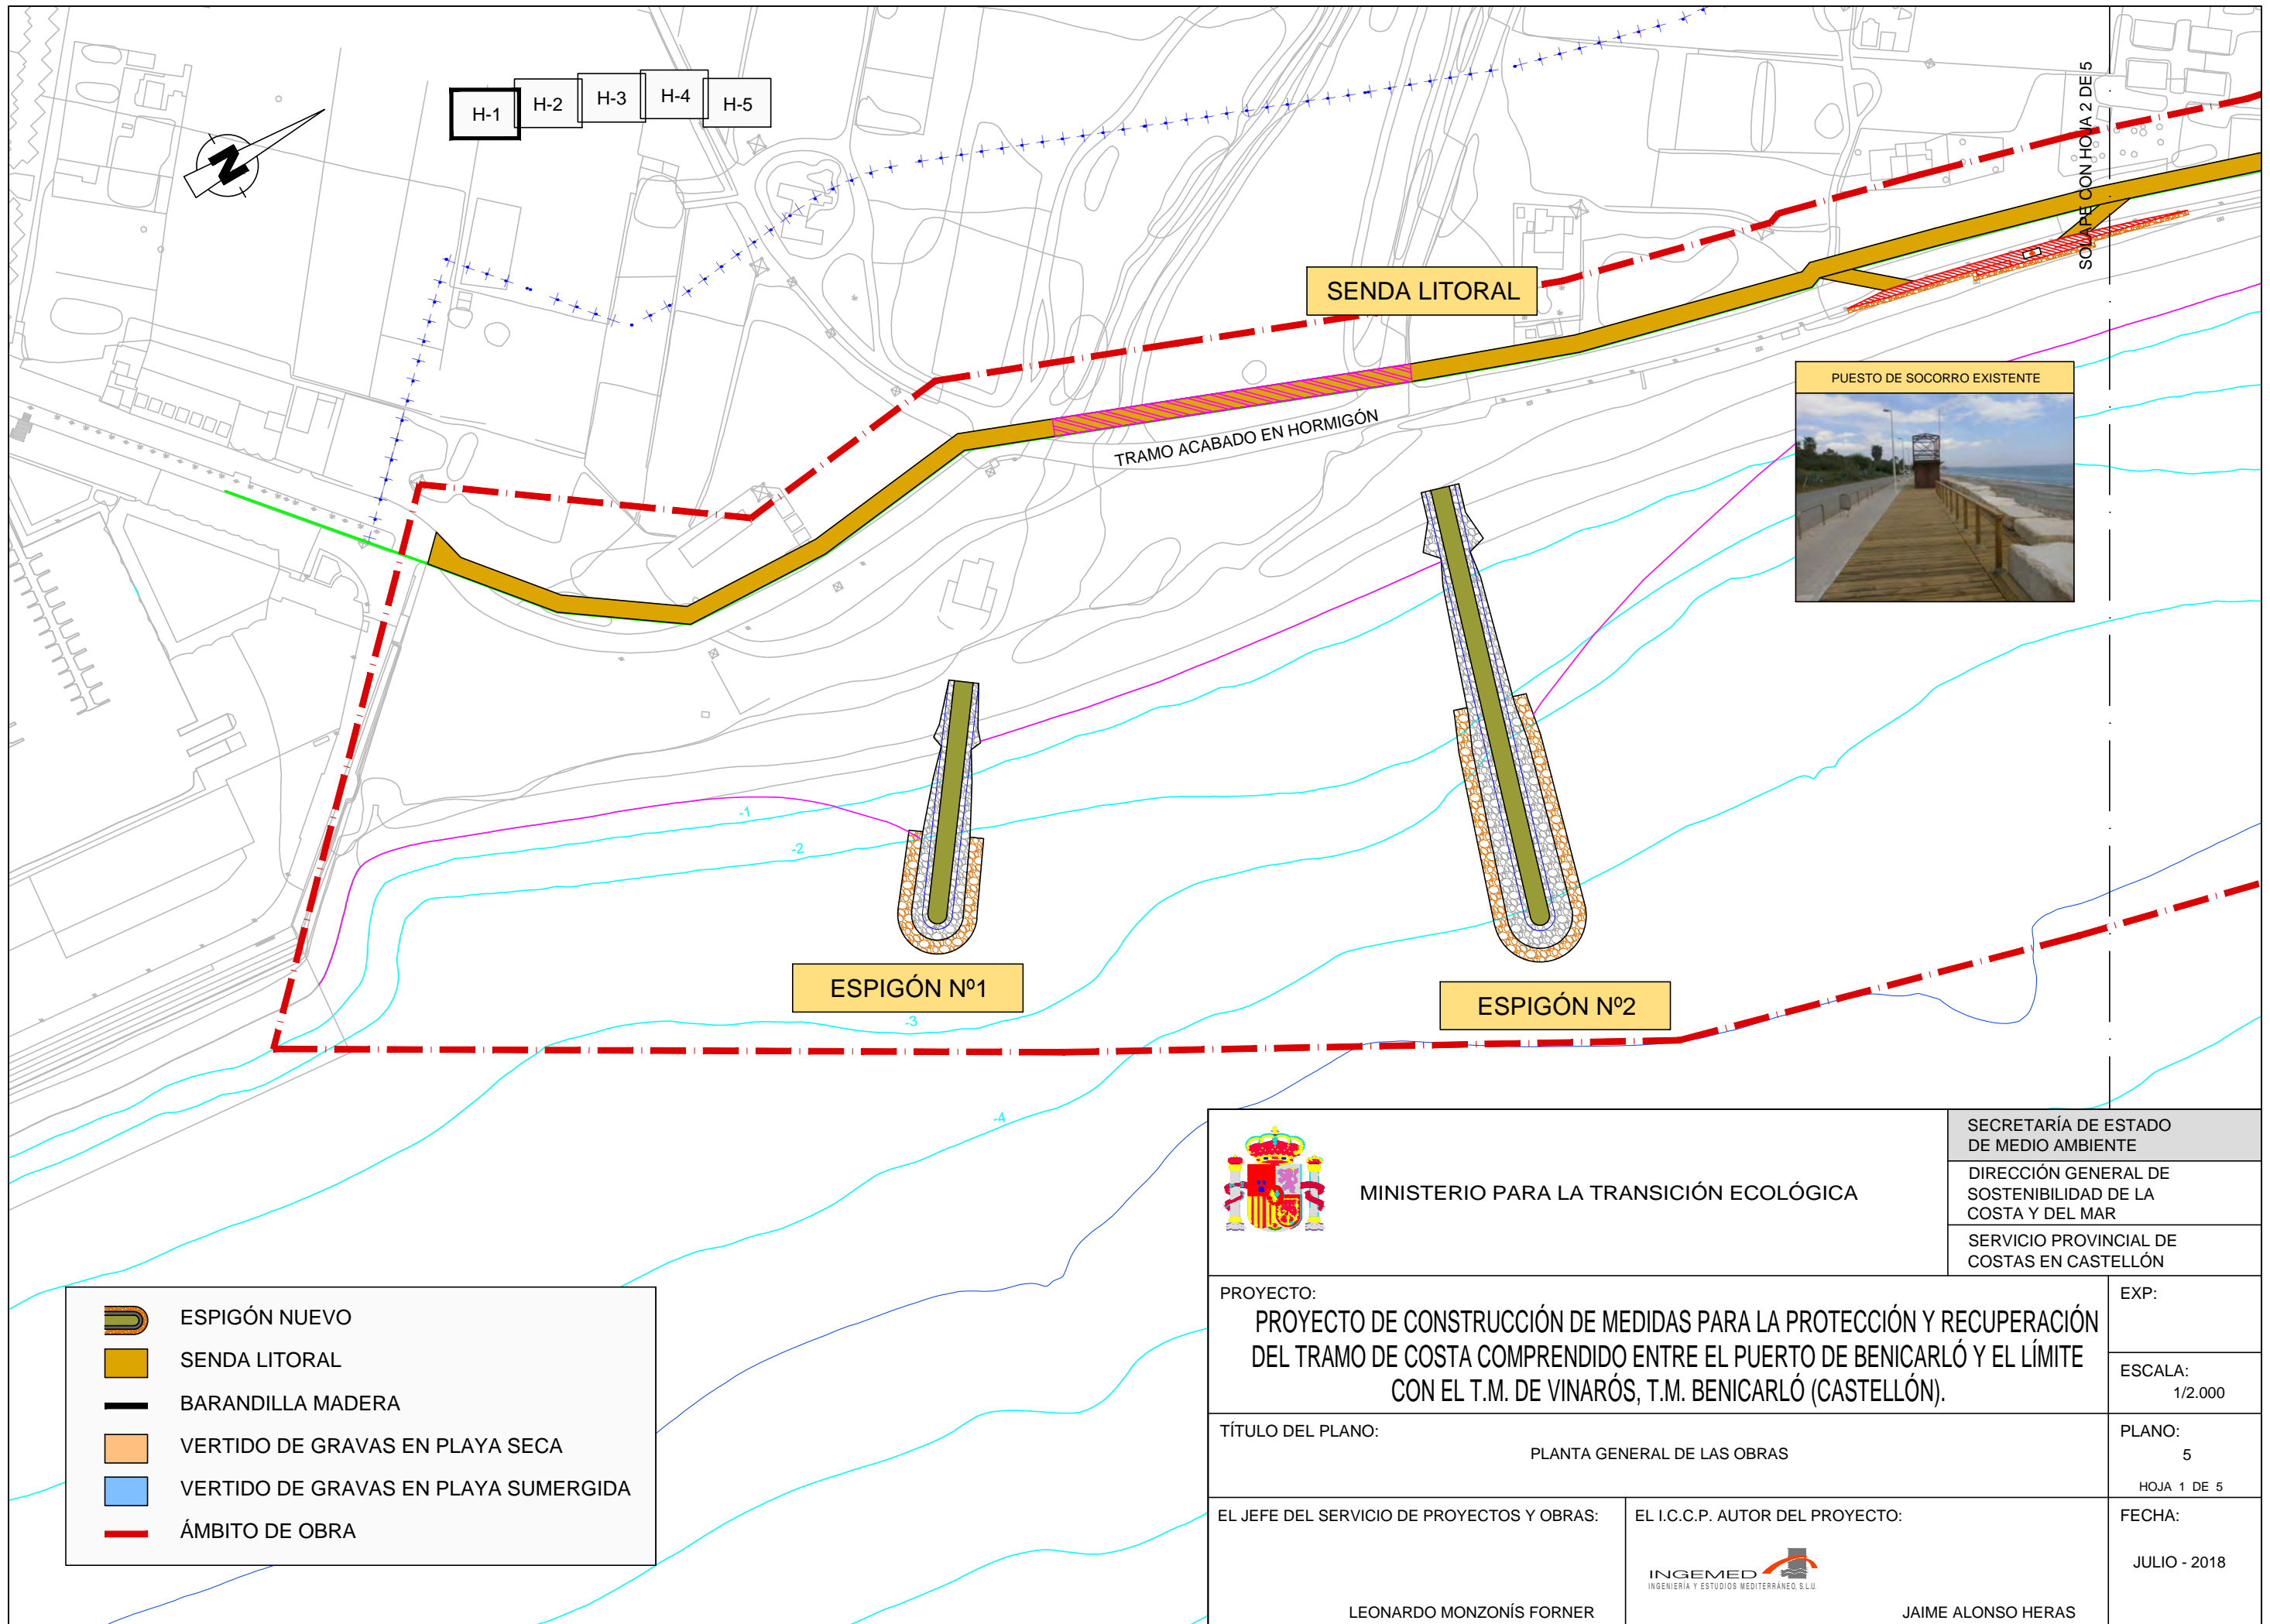 H-1
H-2
H-3
H-4
H-5
N
SOLAPE CON HOJA 2 DE 5
SENDA LITORAL
PUESTO DE SOCORRO EXISTENTE
TRAMO ACABADO EN HORMIGÓN
-1
-2
-3
-4
ESPIGÓN Nº1
ESPIGÓN Nº2
ESPIGÓN NUEVO
SENDA LITORAL
BARANDILLA MADERA
VERTIDO DE GRAVAS EN PLAYA SECA
VERTIDO DE GRAVAS EN PLAYA SUMERGIDA
ÁMBITO DE OBRA
MINISTERIO PARA LA TRANSICIÓN ECOLÓGICA
SECRETARÍA DE ESTADO
DE MEDIO AMBIENTE
DIRECCIÓN GENERAL DE
SOSTENIBILIDAD DE LA
COSTA Y DEL MAR
SERVICIO PROVINCIAL DE
COSTAS EN CASTELLÓN
PROYECTO:
PROYECTO DE CONSTRUCCIÓN DE MEDIDAS PARA LA PROTECCIÓN Y RECUPERACIÓN
DEL TRAMO DE COSTA COMPRENDIDO ENTRE EL PUERTO DE BENICARLÓ Y EL LÍMITE
CON EL T.M. DE VINARÓS, T.M. BENICARLÓ (CASTELLÓN).
EXP:
ESCALA:
1/2.000
TÍTULO DEL PLANO:
PLANTA GENERAL DE LAS OBRAS
PLANO:
5
HOJA 1 DE 5
EL JEFE DEL SERVICIO DE PROYECTOS Y OBRAS:
LEONARDO MONZONÍS FORNER
EL I.C.C.P. AUTOR DEL PROYECTO:
INGEMED
INGENIERÍA Y ESTUDIOS MEDITERRÁNEO, S.L.U.
JAIME ALONSO HERAS
FECHA:
JULIO - 2018